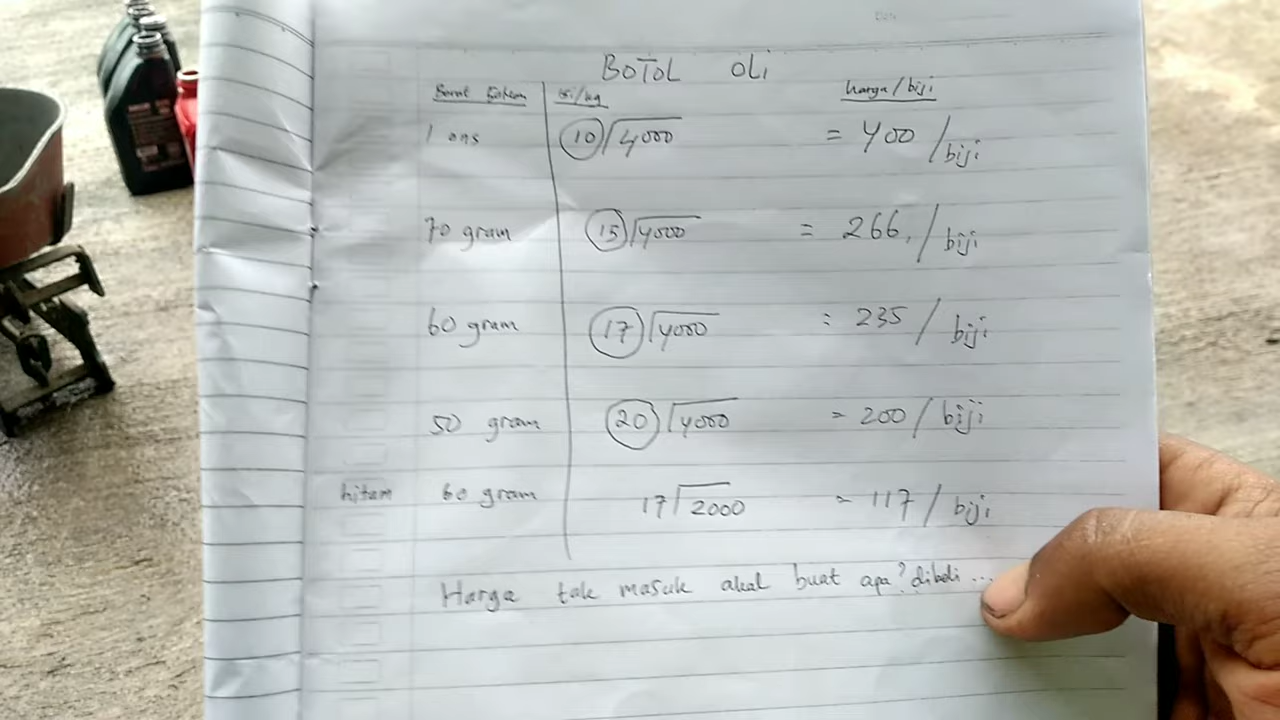 BOTOL OLI
Berat Botam isi/kg harga/biji
1 ons 10 4000 = 400 /biji
70 gram 15 4000 = 266, / biji
60 gram 17 4000 = 235 / biji
50 gram 20 4000 = 200 / biji
hitam 60 gram 17 2000 = 117 / biji
Harga tak masuk akal buat apa? dibeli ...